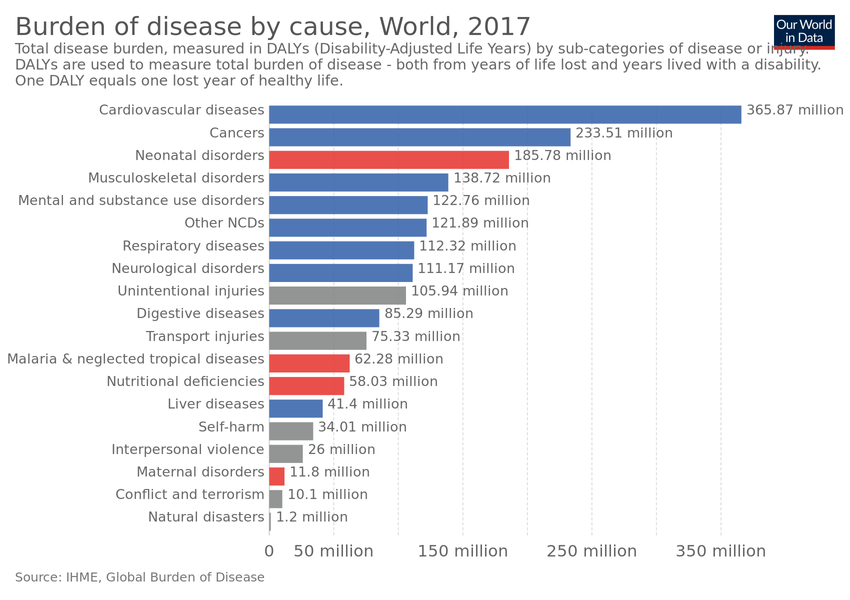 Burden of disease by cause, World, 2017
Our World
in Data
Total disease burden, measured in DALYs (Disability-Adjusted Life Years) by sub-categories of disease or injury.
DALYs are used to measure total burden of disease - both from years of life lost and years lived with a disability.
One DALY equals one lost year of healthy life.
Cardiovascular diseases 365.87 million
Cancers 233.51 million
Neonatal disorders 185.78 million
Musculoskeletal disorders 138.72 million
Mental and substance use disorders 122.76 million
Other NCDs 121.89 million
Respiratory diseases 112.32 million
Neurological disorders 111.17 million
Unintentional injuries 105.94 million
Digestive diseases 85.29 million
Transport injuries 75.33 million
Malaria & neglected tropical diseases 62.28 million
Nutritional deficiencies 58.03 million
Liver diseases 41.4 million
Self-harm 34.01 million
Interpersonal violence 26 million
Maternal disorders 11.8 million
Conflict and terrorism 10.1 million
Natural disasters 1.2 million
0 50 million 150 million 250 million 350 million
Source: IHME, Global Burden of Disease